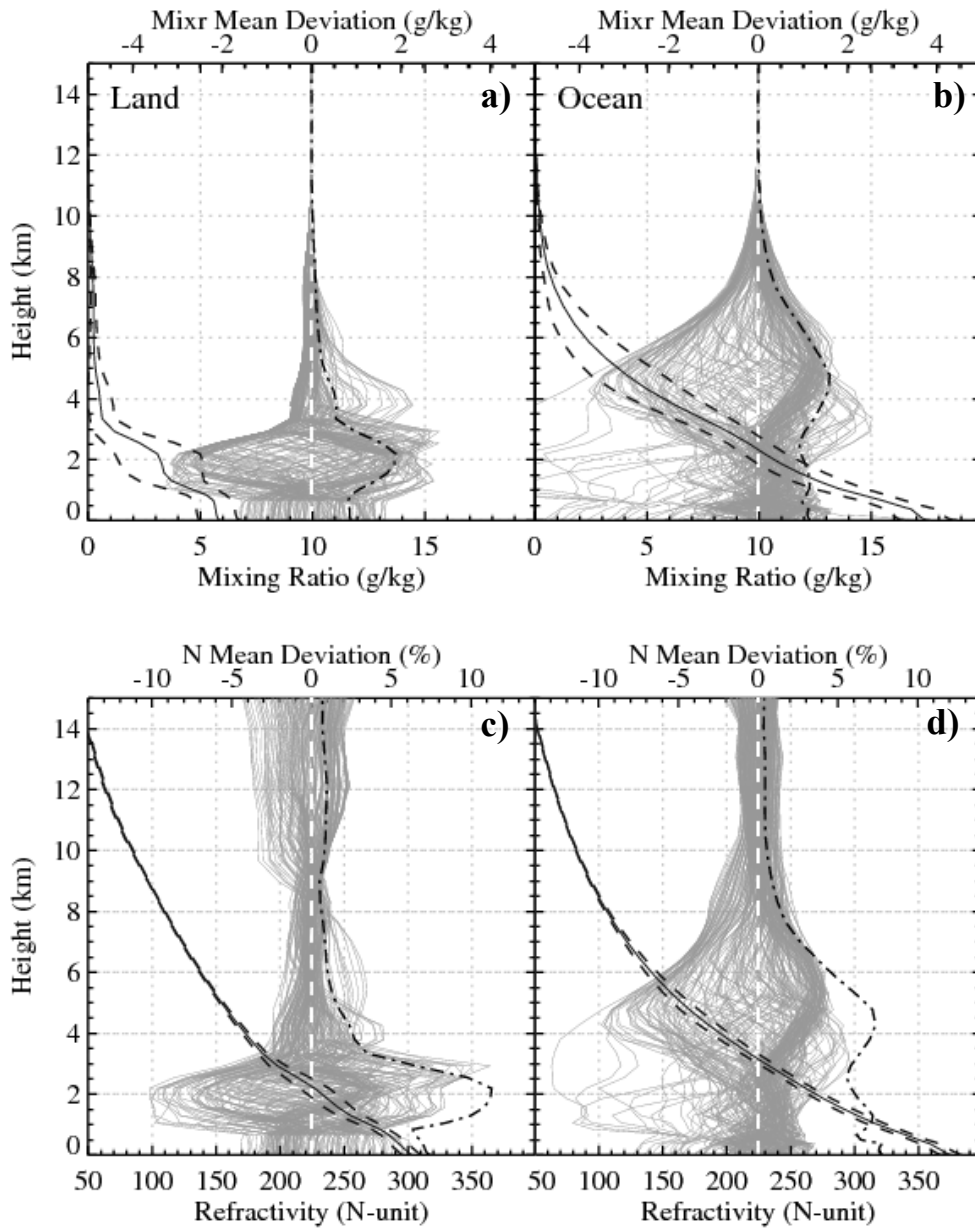 Mixr Mean Deviation (g/kg) Mixr Mean Deviation (g/kg)
-4 -2 0 2 4 -4 -2 0 2 4
14 Land a) Ocean b)
12
10
8
6
4
2
0
Height (km)
0 5 10 15 0 5 10 15
Mixing Ratio (g/kg) Mixing Ratio (g/kg)
N Mean Deviation (%) N Mean Deviation (%)
-10 -5 0 5 10 -10 -5 0 5 10
14 c) d)
12
10
8
6
4
2
0
Height (km)
50 100 150 200 250 300 350 50 100 150 200 250 300 350
Refractivity (N-unit) Refractivity (N-unit)